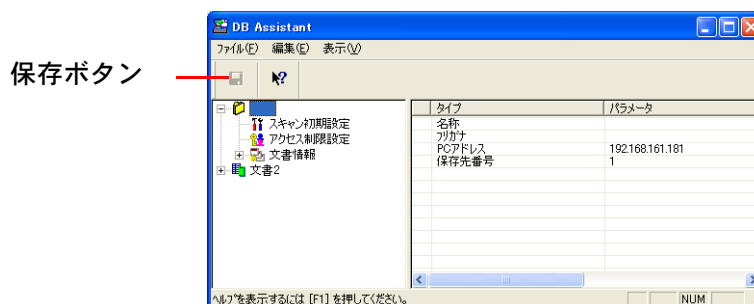 DB Assistant
ファイル(F) 編集(E) 表示(V)
保存ボタン
タイプ パラメータ
スキャン初期設定
アクセス制限設定
文書情報
文書2
名称
フリガナ
PCアドレス 192.168.161.181
保存先番号 1
ヘルプを表示するには [F1] を押してください。 NUM